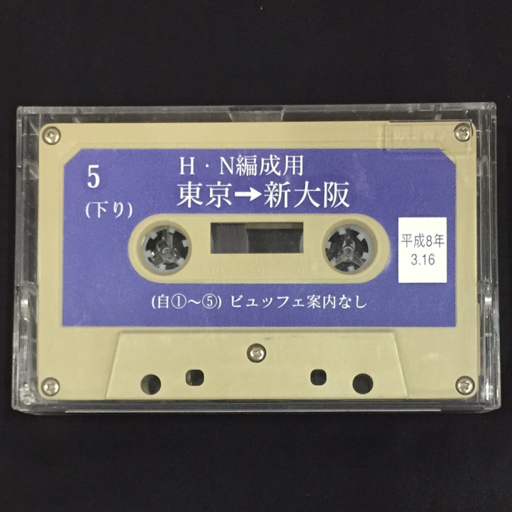 5
(下り)
H・N編成用
東京➞新大阪
平成8年
3.16
(自①〜⑤) ビュッフェ案内なし